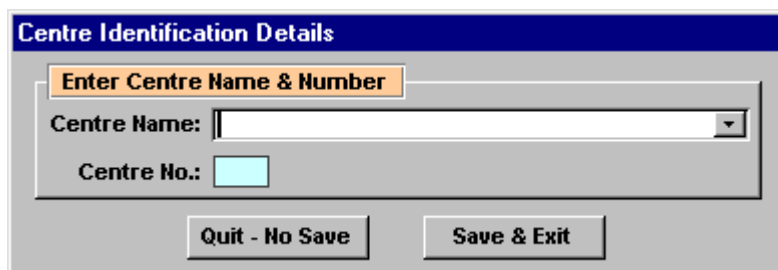 Centre Identification Details
Enter Centre Name & Number
Centre Name:
Centre No.:
Quit - No Save Save & Exit